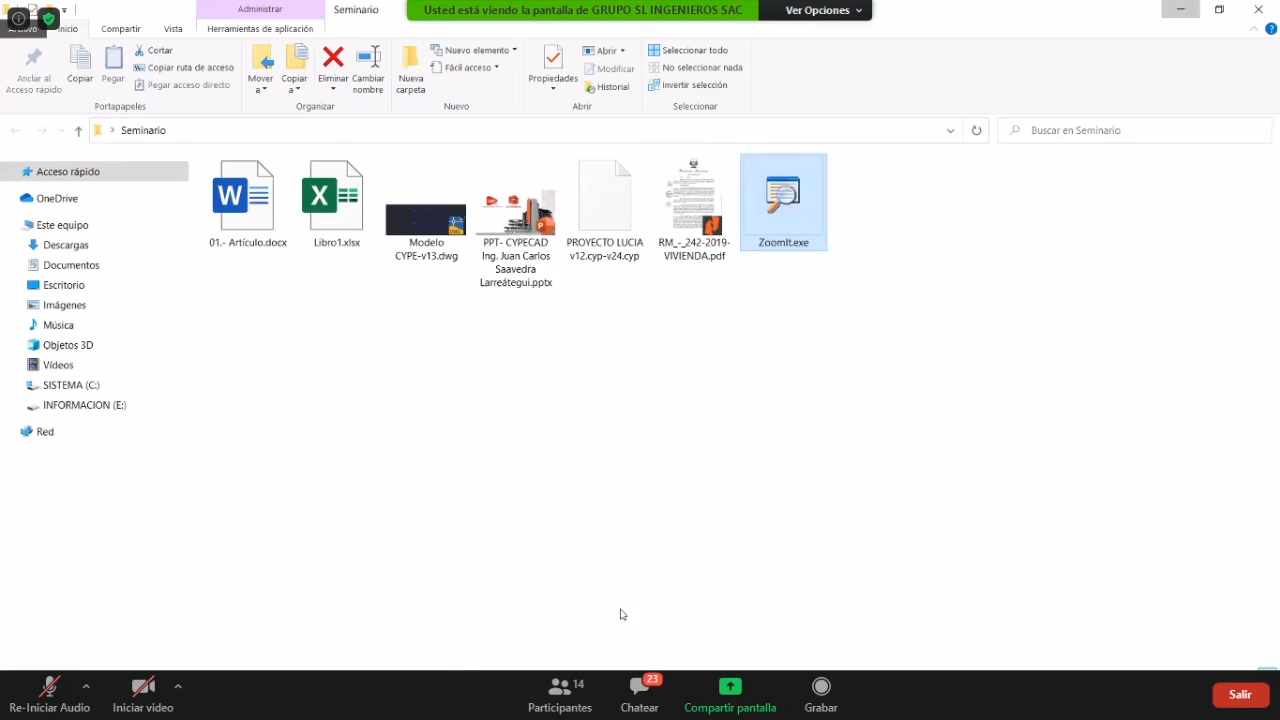 Administrar
Seminario
Usted está viendo la pantalla de GRUPO SL INGENIEROS SAC
Ver Opciones
Archivo
Inicio
Compartir
Vista
Herramientas de aplicación
Anclar al
Acceso rápido
Copiar
Pegar
Cortar
Copiar ruta de acceso
Pegar acceso directo
Portapapeles
Mover
a
Copiar
a
Eliminar
Cambiar
nombre
Organizar
Nueva
carpeta
Nuevo elemento
Fácil acceso
Nuevo
Propiedades
Abrir
Modificar
Historial
Abrir
Seleccionar todo
No seleccionar nada
Invertir selección
Seleccionar
Seminario
Buscar en Seminario
Acceso rápido
OneDrive
Este equipo
Descargas
Documentos
Escritorio
Imágenes
Música
Objetos 3D
Vídeos
SISTEMA (C:)
INFORMACION (E:)
Red
01.- Artículo.docx
Libro1.xlsx
Modelo
CYPE-v13.dwg
PPT- CYPECAD
Ing. Juan Carlos
Saavedra
Larreátegui.pptx
PROYECTO LUCIA
v12.cyp-v24.cyp
RM_-_242-2019-
VIVIENDA.pdf
ZoomIt.exe
Re-Iniciar Audio
Iniciar video
14
Participantes
23
Chatear
Compartir pantalla
Grabar
Salir